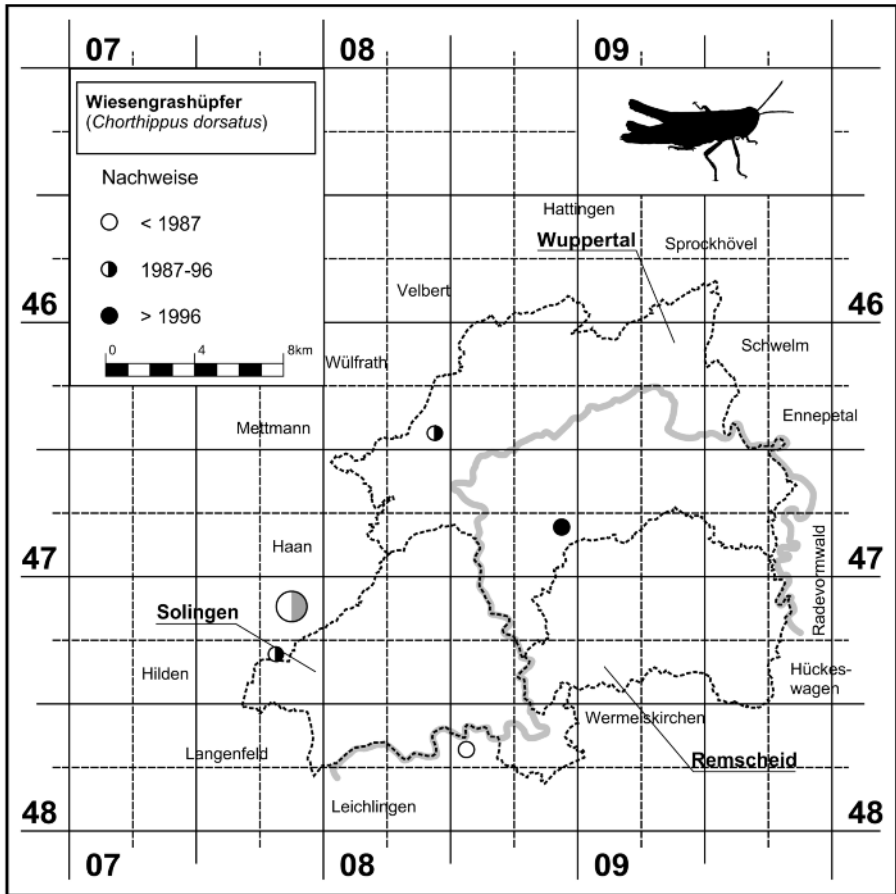 07 08 09
Wiesengrashüpfer
(Chorthippus dorsatus)
Nachweise
< 1987
1987-96
> 1996
0 4 8km
Hattingen
Wuppertal
Sprockhövel
Velbert
46 46
Schwelm
Wülfrath
Ennepetal
Mettmann
Haan
47 47
Radevormwald
Solingen
Hilden
Hückes-
wagen
Wermelskirchen
Langenfeld
Remscheid
Leichlingen
48 48
07 08 09